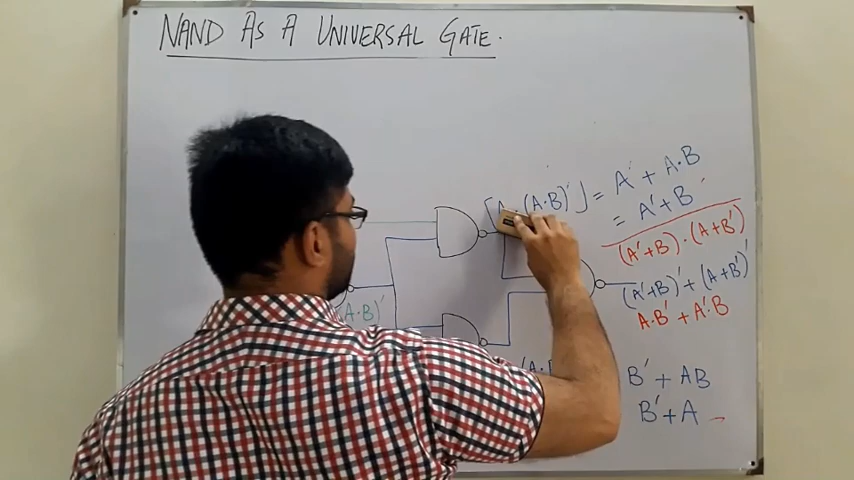 NAND AS A UNIVERSAL GATE.
[A · (A·B)'] = A' + A·B
= A' + B
(A'+B) · (A+B')
(A'+B)' + (A+B')'
A·B' + A'·B
(A·B)'
B' + AB
B' + A